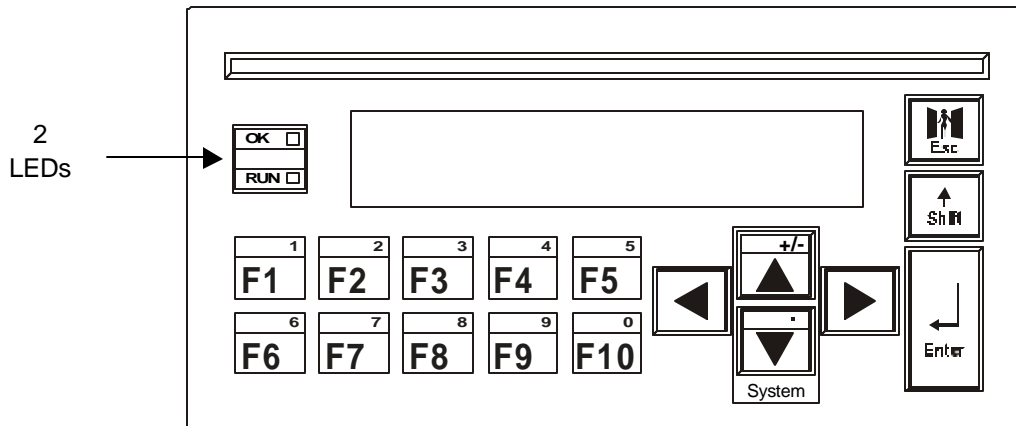 2
LEDs
OK
RUN
Esc
Shift
Enter
1
F1
2
F2
3
F3
4
F4
5
F5
6
F6
7
F7
8
F8
9
F9
0
F10
+/-
.
System